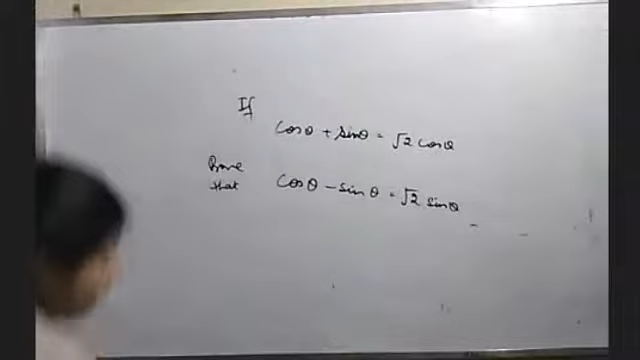 If
cosθ + sinθ = √2 cosθ
Prove
that
cosθ - sinθ = √2 sinθ